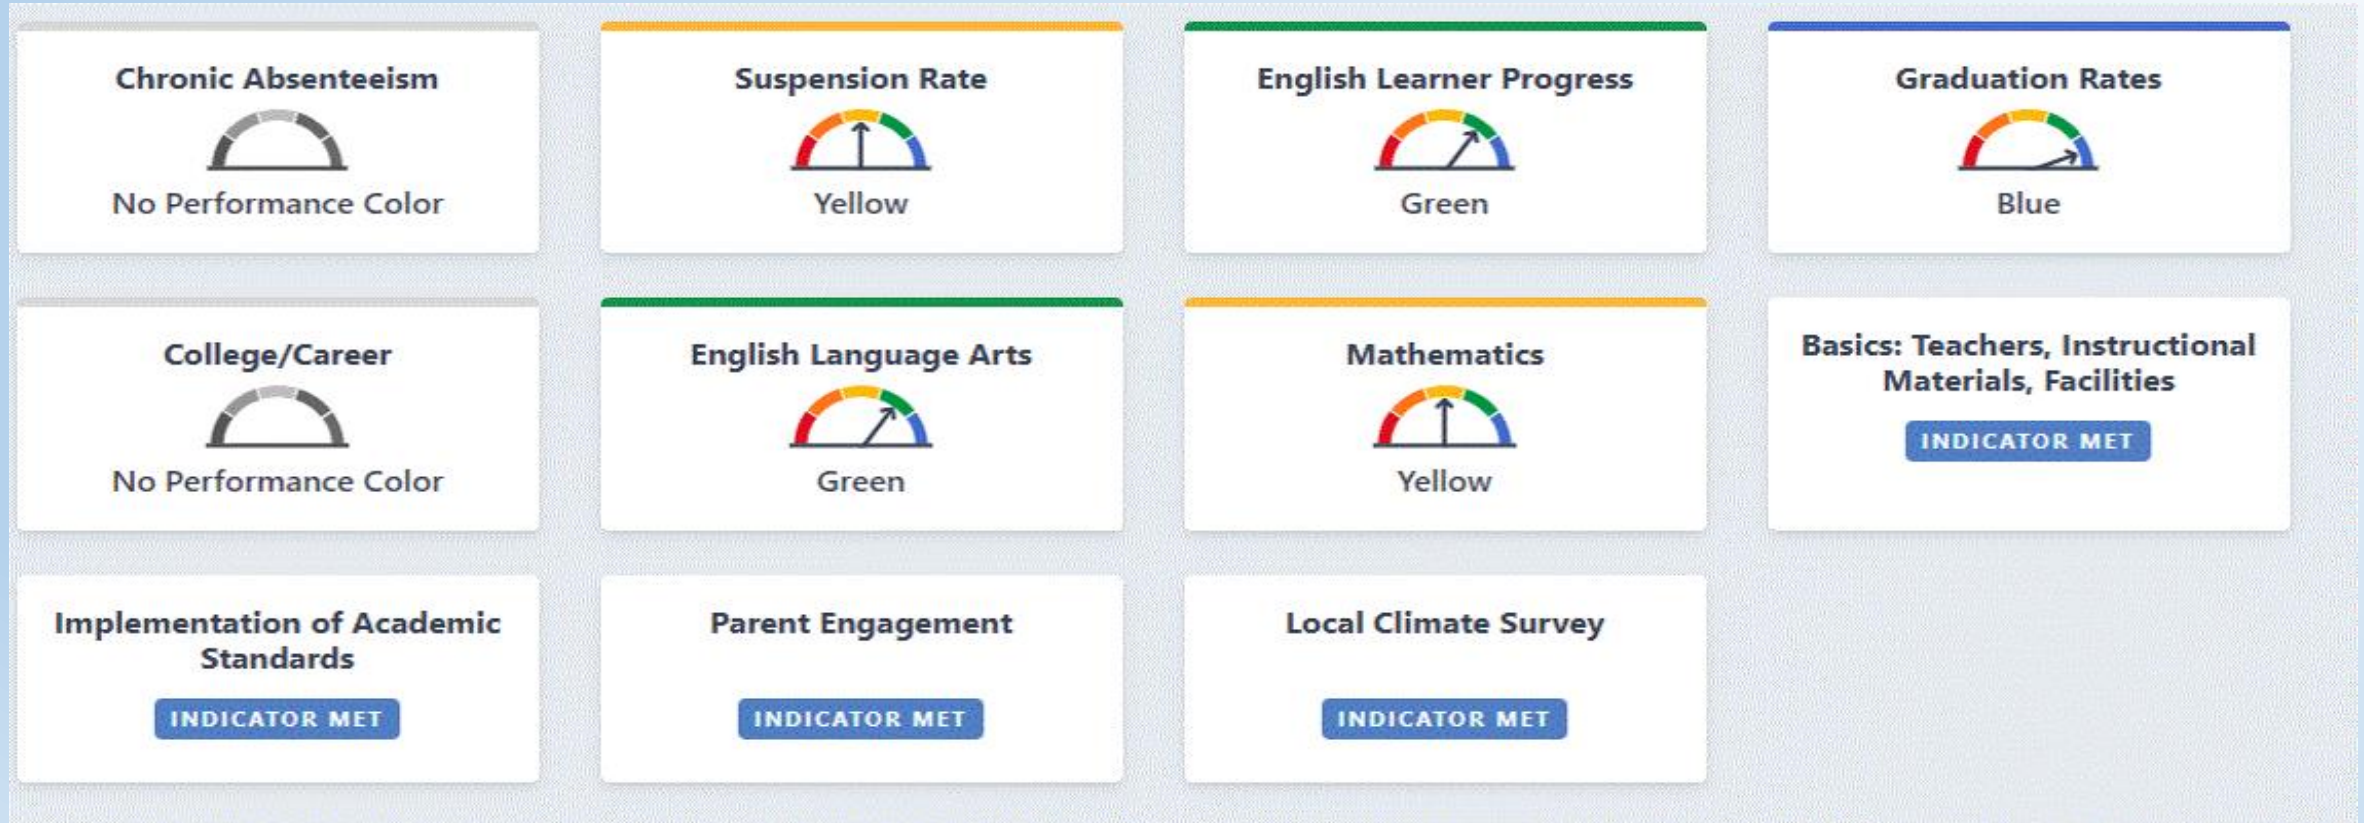 Chronic Absenteeism
No Performance Color
Suspension Rate
Yellow
English Learner Progress
Green
Graduation Rates
Blue
College/Career
No Performance Color
English Language Arts
Green
Mathematics
Yellow
Basics: Teachers, Instructional
Materials, Facilities
INDICATOR MET
Implementation of Academic
Standards
INDICATOR MET
Parent Engagement
INDICATOR MET
Local Climate Survey
INDICATOR MET